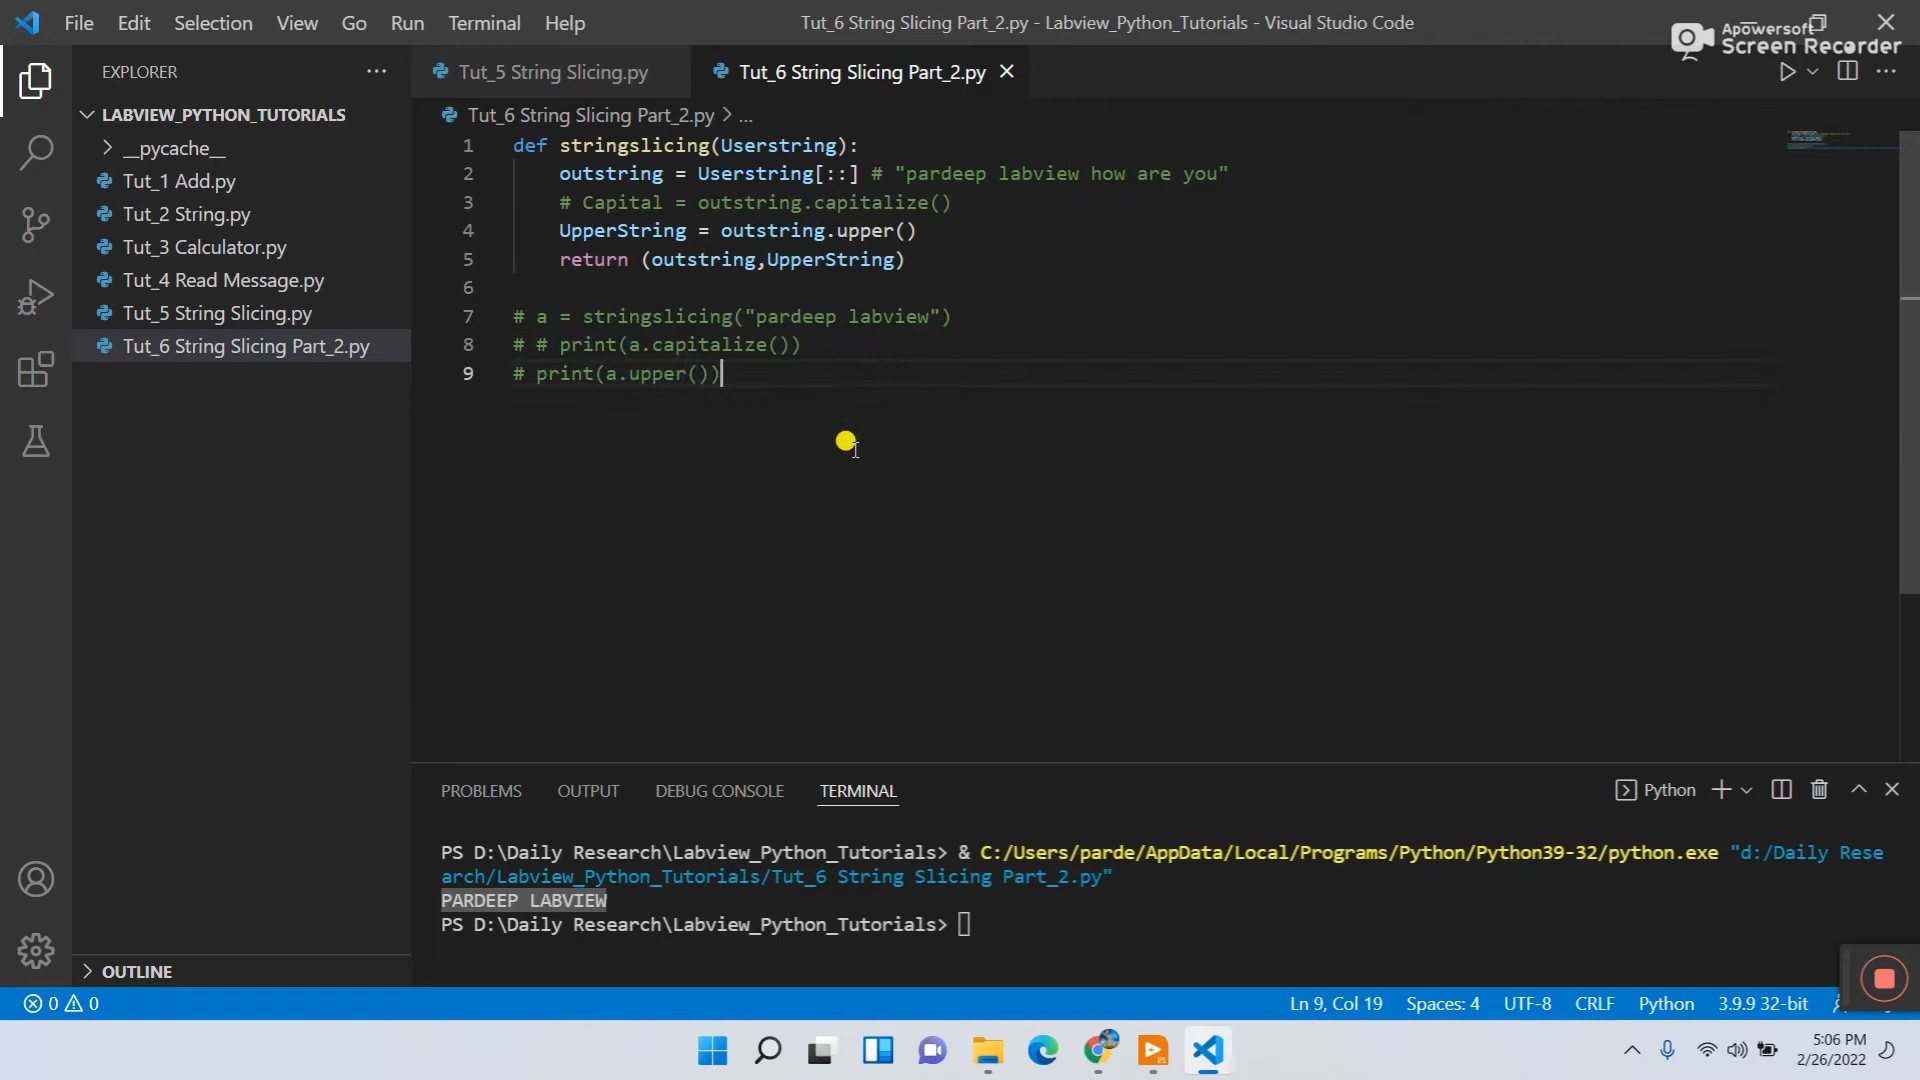 File Edit Selection View Go Run Terminal Help
Tut_6 String Slicing Part_2.py - Labview_Python_Tutorials - Visual Studio Code
Apowersoft
Screen Recorder
EXPLORER
LABVIEW_PYTHON_TUTORIALS
__pycache__
Tut_1 Add.py
Tut_2 String.py
Tut_3 Calculator.py
Tut_4 Read Message.py
Tut_5 String Slicing.py
Tut_6 String Slicing Part_2.py
OUTLINE
Tut_5 String Slicing.py
Tut_6 String Slicing Part_2.py
Tut_6 String Slicing Part_2.py > ...
1 def stringslicing(Userstring):
2 outstring = Userstring[::] # "pardeep labview how are you"
3 # Capital = outstring.capitalize()
4 UpperString = outstring.upper()
5 return (outstring,UpperString)
6
7 # a = stringslicing("pardeep labview")
8 # # print(a.capitalize())
9 # print(a.upper())
PROBLEMS OUTPUT DEBUG CONSOLE TERMINAL
Python
PS D:\Daily Research\Labview_Python_Tutorials> & C:/Users/parde/AppData/Local/Programs/Python/Python39-32/python.exe "d:/Daily Rese
arch/Labview_Python_Tutorials/Tut_6 String Slicing Part_2.py"
PARDEEP LABVIEW
PS D:\Daily Research\Labview_Python_Tutorials>
0 0
Ln 9, Col 19 Spaces: 4 UTF-8 CRLF Python 3.9.9 32-bit
5:06 PM
2/26/2022